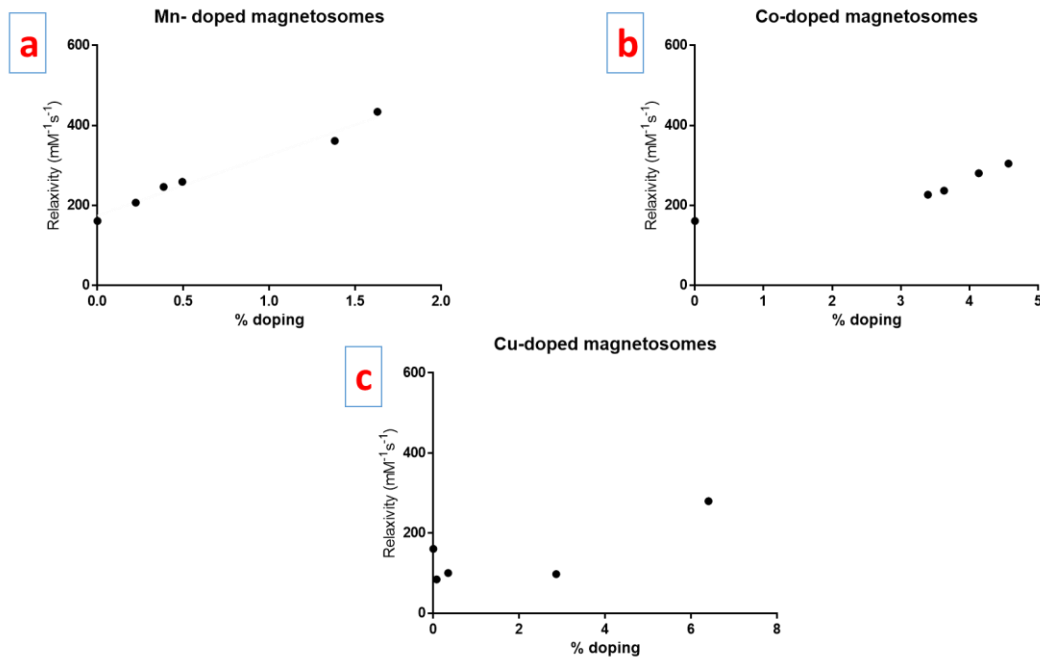 Mn- doped magnetosomes
a
600
400
200
0
Relaxivity (mM⁻¹s⁻¹)
0.0 0.5 1.0 1.5 2.0
% doping
Co-doped magnetosomes
b
600
400
200
0
Relaxivity (mM⁻¹s⁻¹)
0 1 2 3 4 5
% doping
Cu-doped magnetosomes
c
600
400
200
0
Relaxivity (mM⁻¹s⁻¹)
0 2 4 6 8
% doping